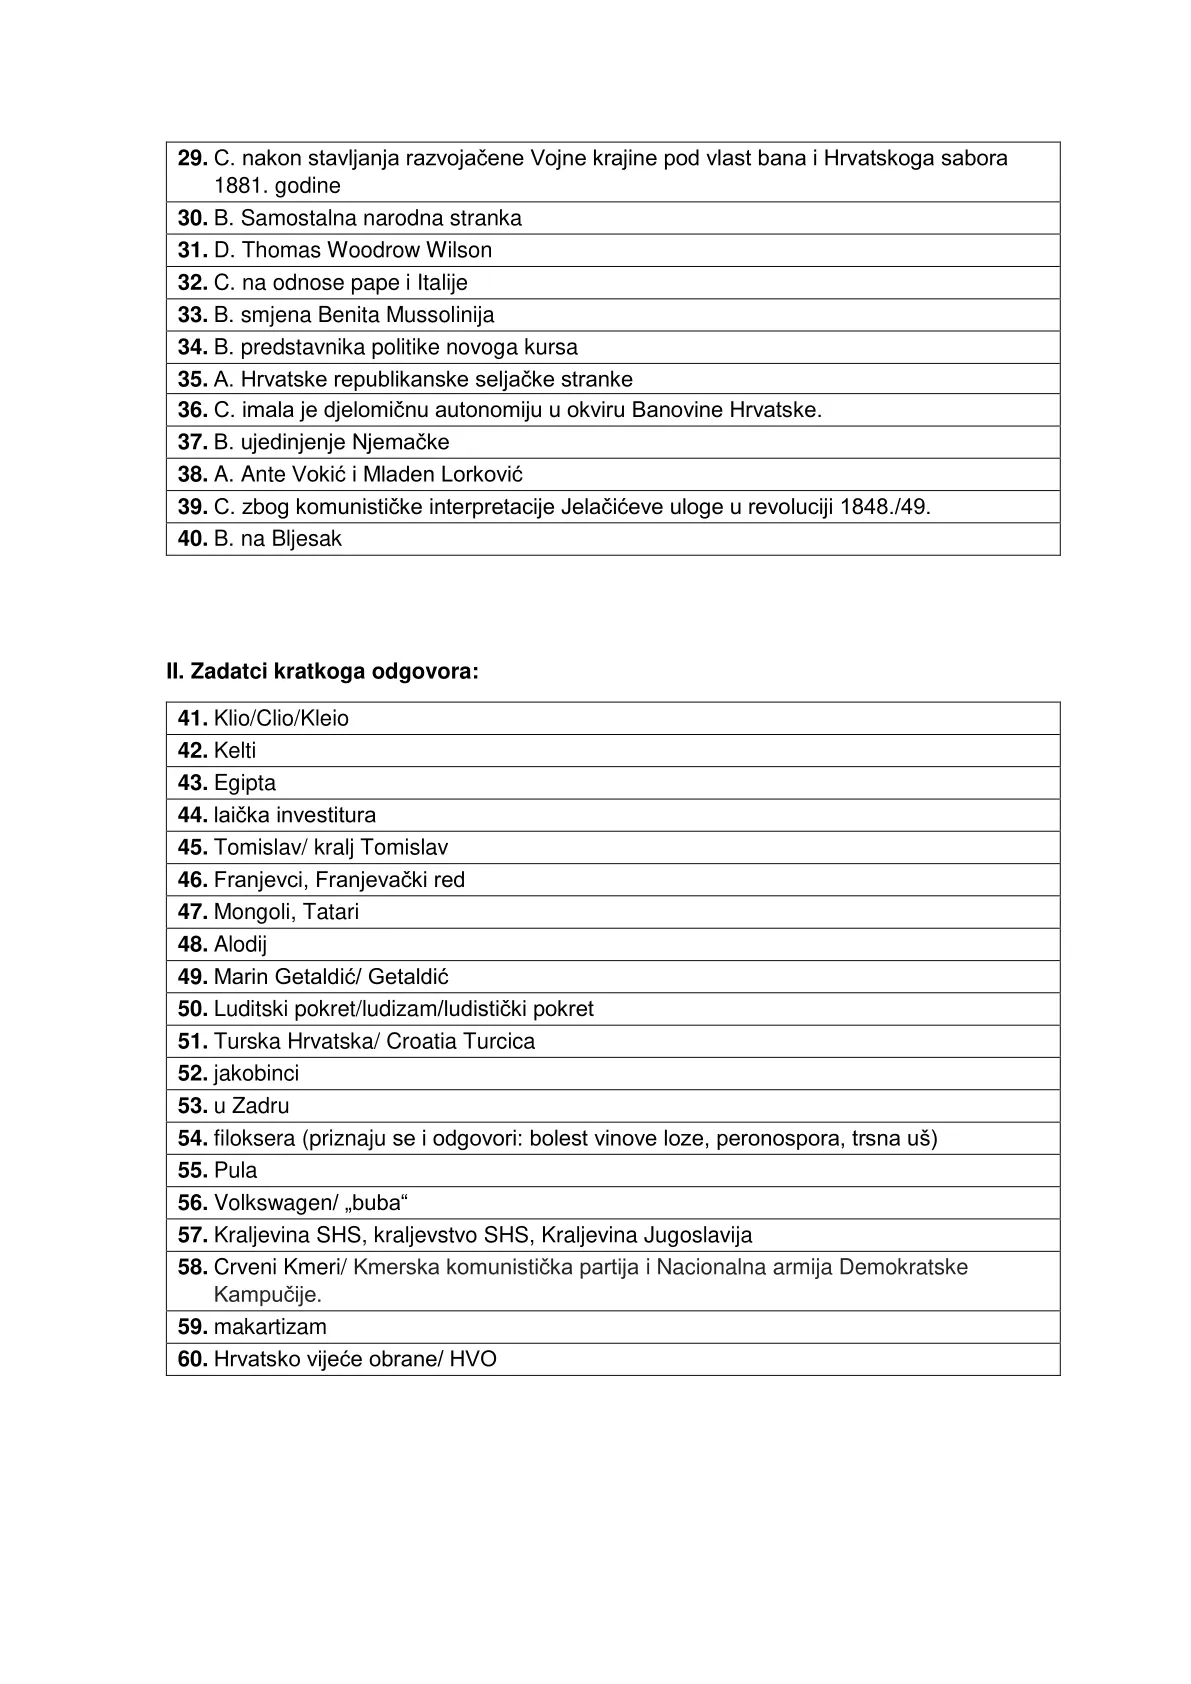 29. C. nakon stavljanja razvojačene Vojne krajine pod vlast bana i Hrvatskoga sabora
1881. godine
30. B. Samostalna narodna stranka
31. D. Thomas Woodrow Wilson
32. C. na odnose pape i Italije
33. B. smjena Benita Mussolinija
34. B. predstavnika politike novoga kursa
35. A. Hrvatske republikanske seljačke stranke
36. C. imala je djelomičnu autonomiju u okviru Banovine Hrvatske.
37. B. ujedinjenje Njemačke
38. A. Ante Vokić i Mladen Lorković
39. C. zbog komunističke interpretacije Jelačićeve uloge u revoluciji 1848./49.
40. B. na Bljesak
II. Zadatci kratkoga odgovora:
41. Klio/Clio/Kleio
42. Kelti
43. Egipta
44. laička investitura
45. Tomislav/ kralj Tomislav
46. Franjevci, Franjevački red
47. Mongoli, Tatari
48. Alodij
49. Marin Getaldić/ Getaldić
50. Luditski pokret/ludizam/ludistički pokret
51. Turska Hrvatska/ Croatia Turcica
52. jakobinci
53. u Zadru
54. filoksera (priznaju se i odgovori: bolest vinove loze, peronospora, trsna uš)
55. Pula
56. Volkswagen/ „buba“
57. Kraljevina SHS, kraljevstvo SHS, Kraljevina Jugoslavija
58. Crveni Kmeri/ Kmerska komunistička partija i Nacionalna armija Demokratske
Kampučije.
59. makartizam
60. Hrvatsko vijeće obrane/ HVO